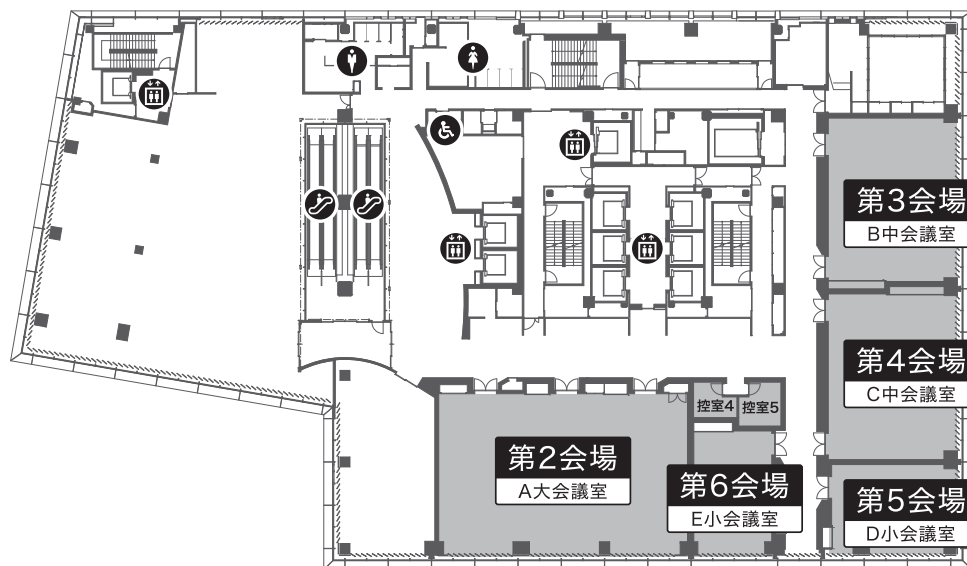 第3会場
B中会議室
第4会場
C中会議室
控室4
控室5
第2会場
A大会議室
第6会場
E小会議室
第5会場
D小会議室